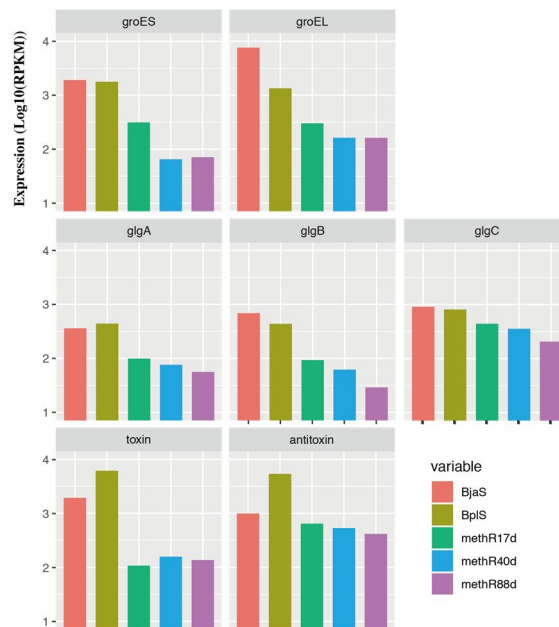 groES groEL
Expression (Log10(RPKM))
4
3
2
1
glgA glgB glgC
4
3
2
1
toxin antitoxin
4
3
2
1
variable
BjaS
BplS
methR17d
methR40d
methR88d